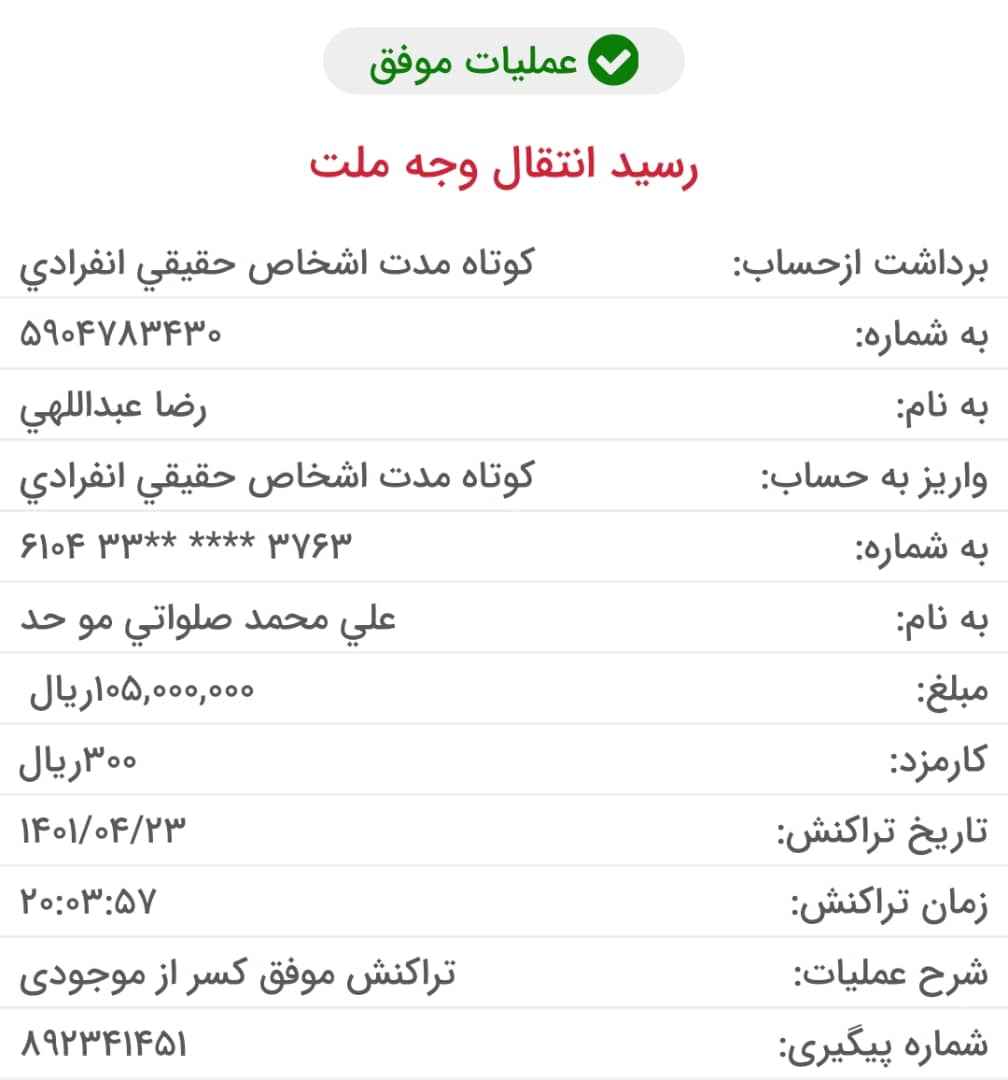 عملیات موفق
رسید انتقال وجه ملت
برداشت ازحساب: كوتاه مدت اشخاص حقيقي انفرادي
به شماره: ۵۹۰۴۷۸۳۴۳۰
به نام: رضا عبداللهي
واریز به حساب: كوتاه مدت اشخاص حقيقي انفرادي
به شماره: ۶۱۰۴ ۳۳** **** ۳۷۶۳
به نام: علي محمد صلواتي مو حد
مبلغ: ۱۰۵,۰۰۰,۰۰۰ریال
کارمزد: ۳۰۰ریال
تاریخ تراکنش: ۱۴۰۱/۰۴/۲۳
زمان تراکنش: ۲۰:۰۳:۵۷
شرح عملیات: تراکنش موفق کسر از موجودی
شماره پیگیری: ۸۹۲۳۴۱۴۵۱